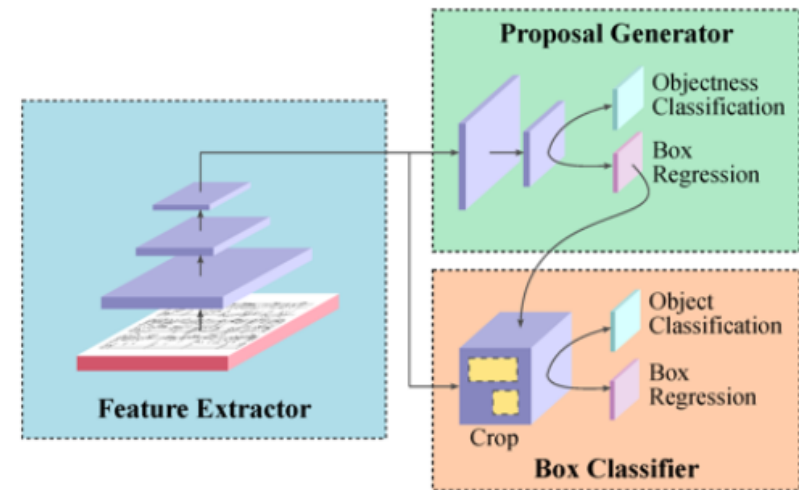 Proposal Generator
Objectness
Classification
Box
Regression
Feature Extractor
Object
Classification
Box
Regression
Crop
Box Classifier